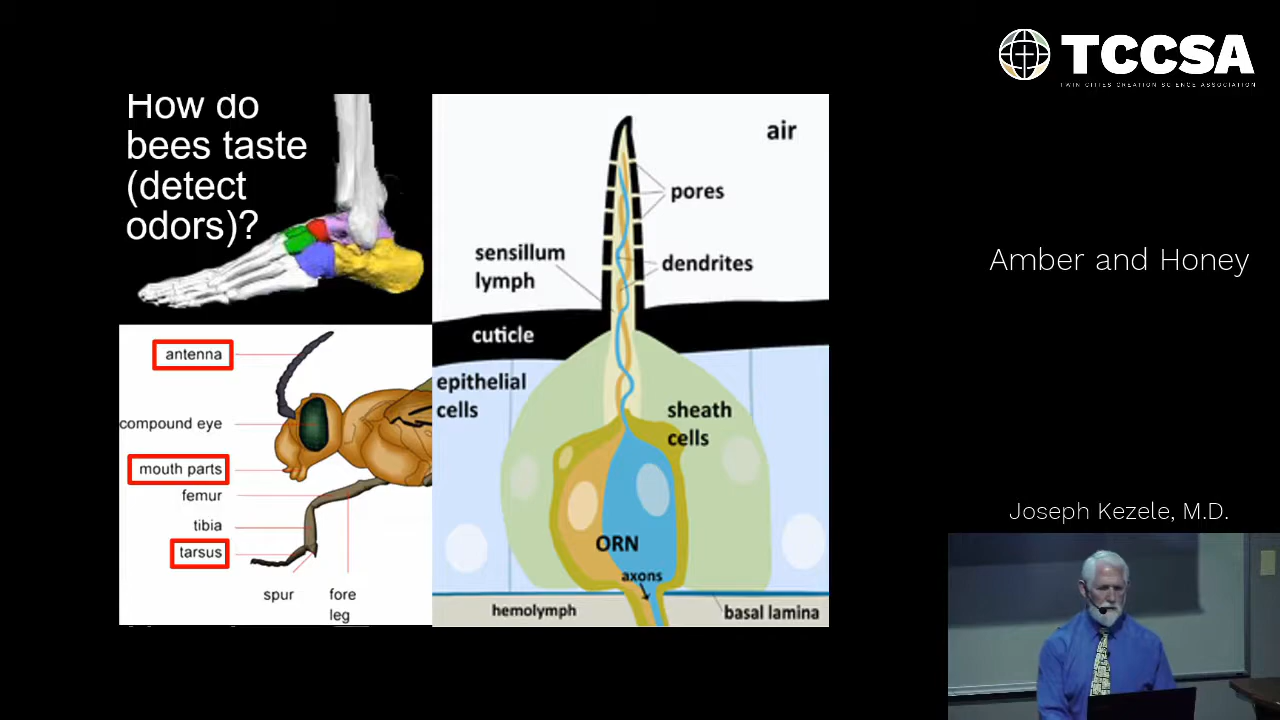 TCCSA
TWIN CITIES CREATION SCIENCE ASSOCIATION
How do
bees taste
(detect
odors)?
air
pores
sensillum
lymph
dendrites
cuticle
epithelial
cells
sheath
cells
ORN
axons
hemolymph
basal lamina
antenna
compound eye
mouth parts
femur
tibia
tarsus
spur
fore
leg
Amber and Honey
Joseph Kezele, M.D.